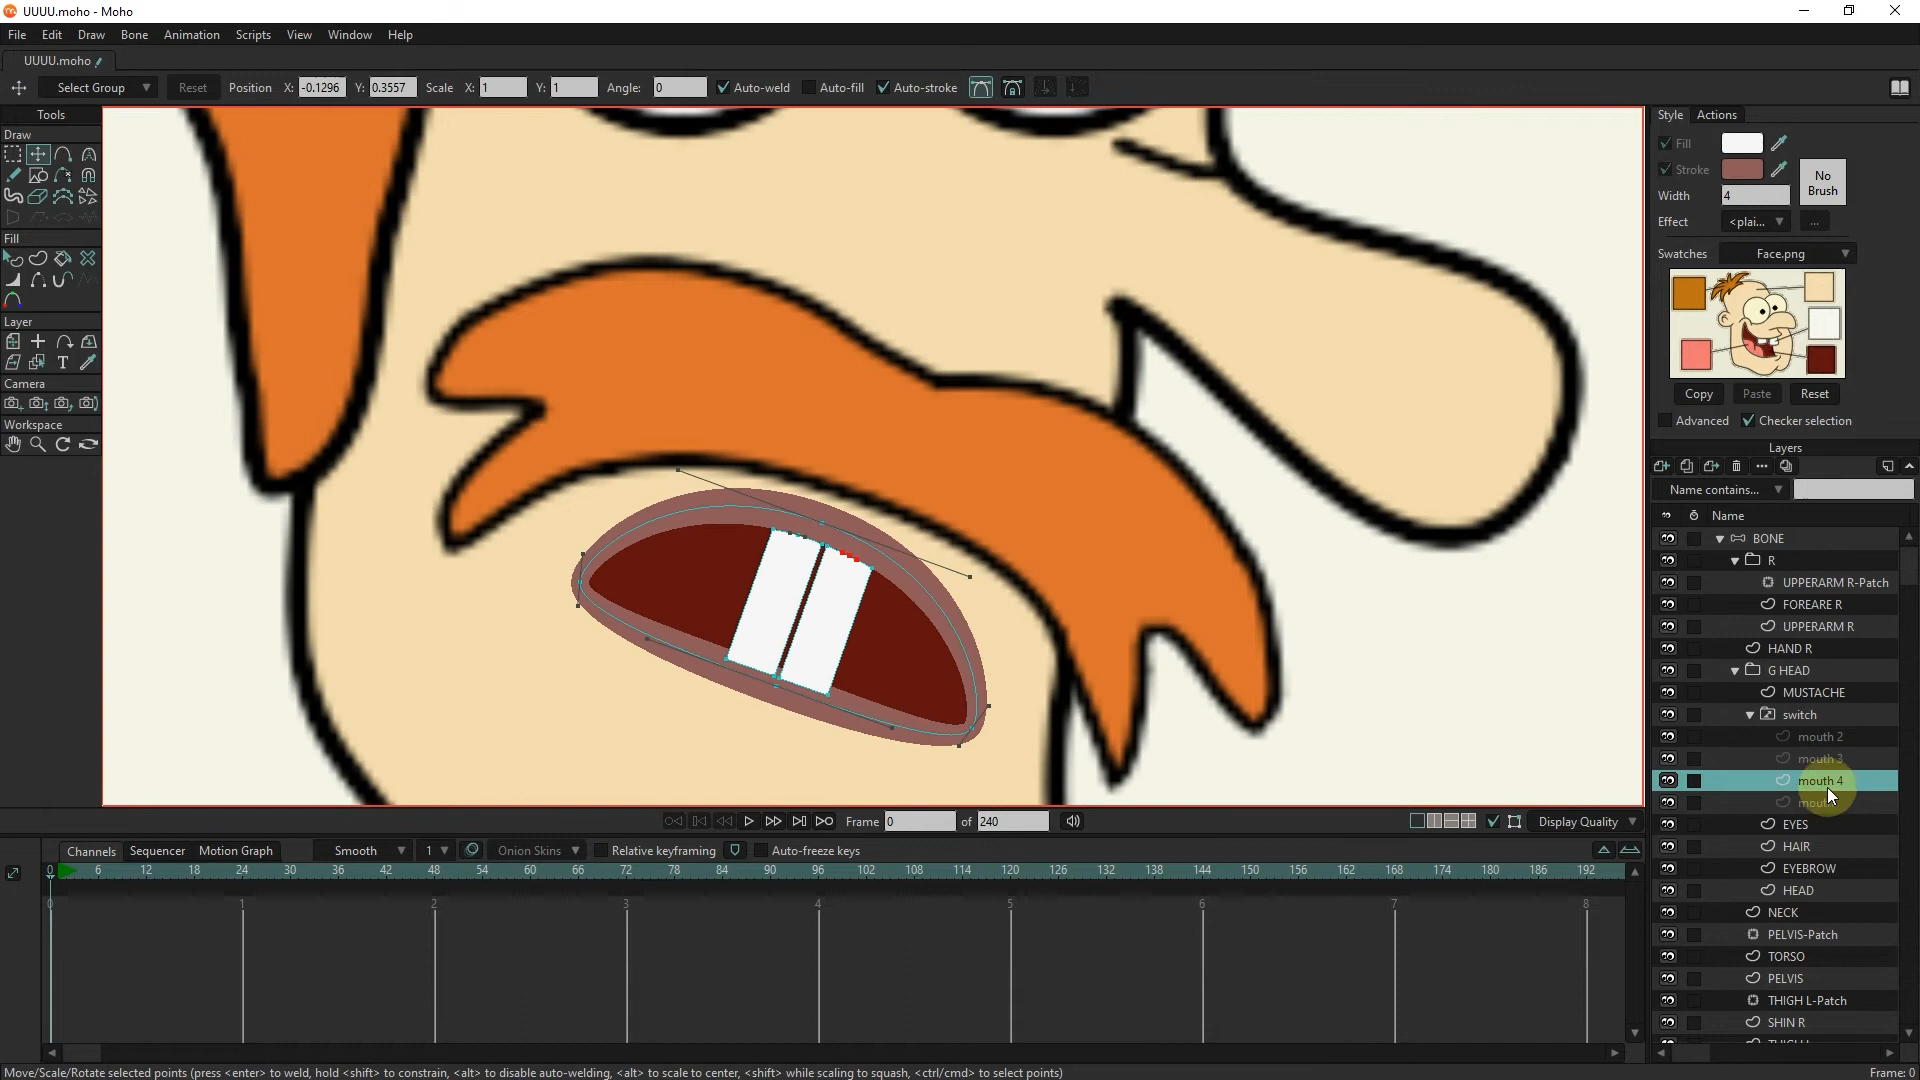 UUUU.moho - Moho
File Edit Draw Bone Animation Scripts View Window Help
UUUU.moho
Select Group Reset Position X: -0.1296 Y: 0.3557 Scale X: 1 Y: 1 Angle: 0 Auto-weld Auto-fill Auto-stroke
Tools
Draw
Fill
Layer
T
Camera
Workspace
Style Actions
Fill
Stroke
No Brush
Width 4
Effect <plai... ...
Swatches Face.png
Copy Paste Reset
Advanced Checker selection
Layers
Name contains...
Name
BONE
R
UPPERARM R-Patch
FOREARE R
UPPERARM R
HAND R
G HEAD
MUSTACHE
switch
mouth 2
mouth 3
mouth 4
EYES
HAIR
EYEBROW
HEAD
NECK
PELVIS-Patch
TORSO
PELVIS
THIGH L-Patch
SHIN R
Frame 0 of 240 Display Quality
Channels Sequencer Motion Graph Smooth 1 Onion Skins Relative keyframing Auto-freeze keys
0 6 12 18 24 30 36 42 48 54 60 66 72 78 84 90 96 102 108 114 120 126 132 138 144 150 156 162 168 174 180 186 192
0 1 2 3 4 5 6 7 8
Move/Scale/Rotate selected points (press <enter> to weld, hold <shift> to constrain, <alt> to disable auto-welding, <alt> to scale to center, <shift> while scaling to squash, <ctrl/cmd> to select points) Frame: 0